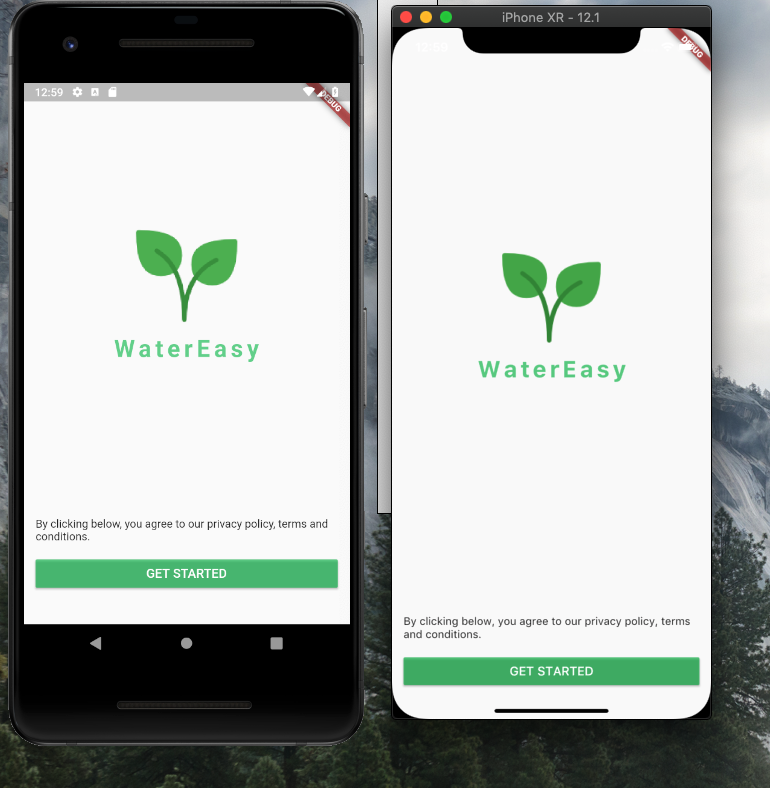 iPhone XR - 12.1
12:59
DEBUG
WaterEasy
By clicking below, you agree to our privacy policy, terms and
conditions.
GET STARTED
12:59
DEBUG
WaterEasy
By clicking below, you agree to our privacy policy, terms
and conditions.
GET STARTED